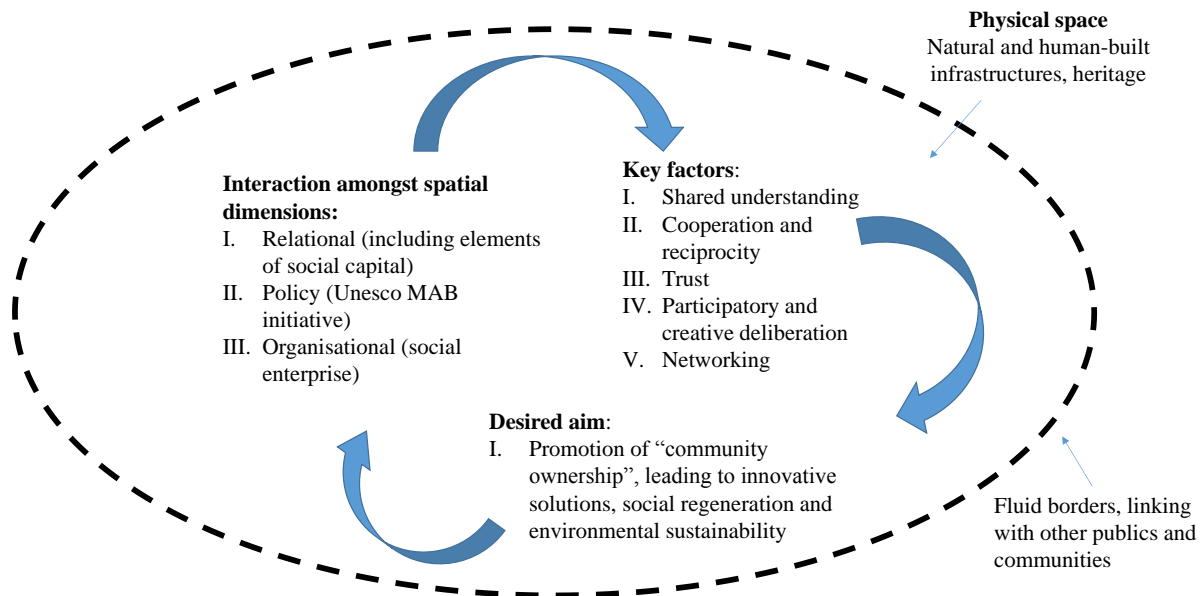 Physical space
Natural and human-built
infrastructures, heritage
Interaction amongst spatial
dimensions:
I. Relational (including elements
of social capital)
II. Policy (Unesco MAB
initiative)
III. Organisational (social
enterprise)
Key factors:
I. Shared understanding
II. Cooperation and
reciprocity
III. Trust
IV. Participatory and
creative deliberation
V. Networking
Desired aim:
I. Promotion of “community
ownership”, leading to innovative
solutions, social regeneration and
environmental sustainability
Fluid borders, linking
with other publics and
communities